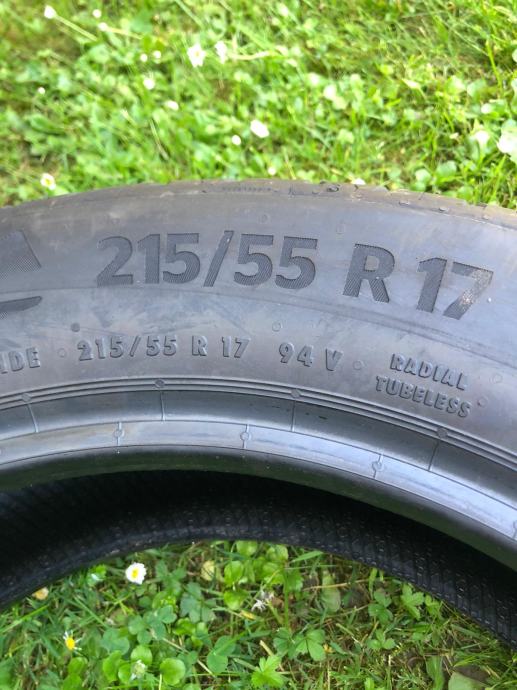 215/55 R 17
IDE 215/55 R 17 94 V RADIAL
TUBELESS